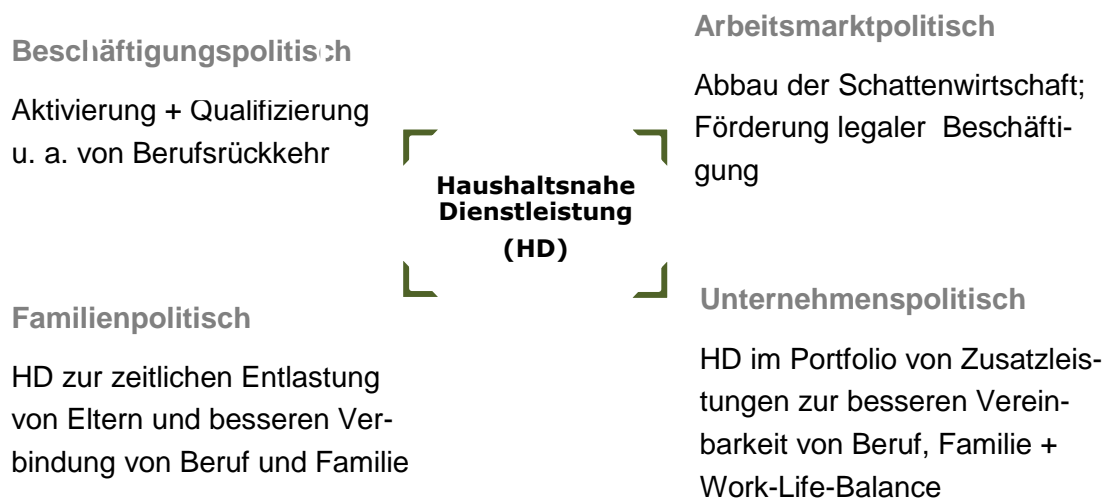 Beschäftigungspolitisch
Aktivierung + Qualifizierung
u. a. von Berufsrückkehr
Arbeitsmarktpolitisch
Abbau der Schattenwirtschaft;
Förderung legaler Beschäfti-
gung
Haushaltsnahe
Dienstleistung
(HD)
Familienpolitisch
HD zur zeitlichen Entlastung
von Eltern und besseren Ver-
bindung von Beruf und Familie
Unternehmenspolitisch
HD im Portfolio von Zusatzleis-
tungen zur besseren Verein-
barkeit von Beruf, Familie +
Work-Life-Balance